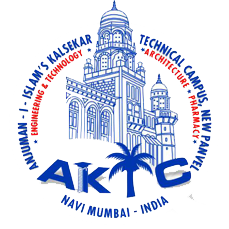 ANJUMAN - I - ISLAM'S KALSEKAR TECHNICAL CAMPUS, NEW PANVEL
* ENGINEERING & TECHNOLOGY * ARCHITECTURE * PHARMACY *
AKTC
NAVI MUMBAI - INDIA